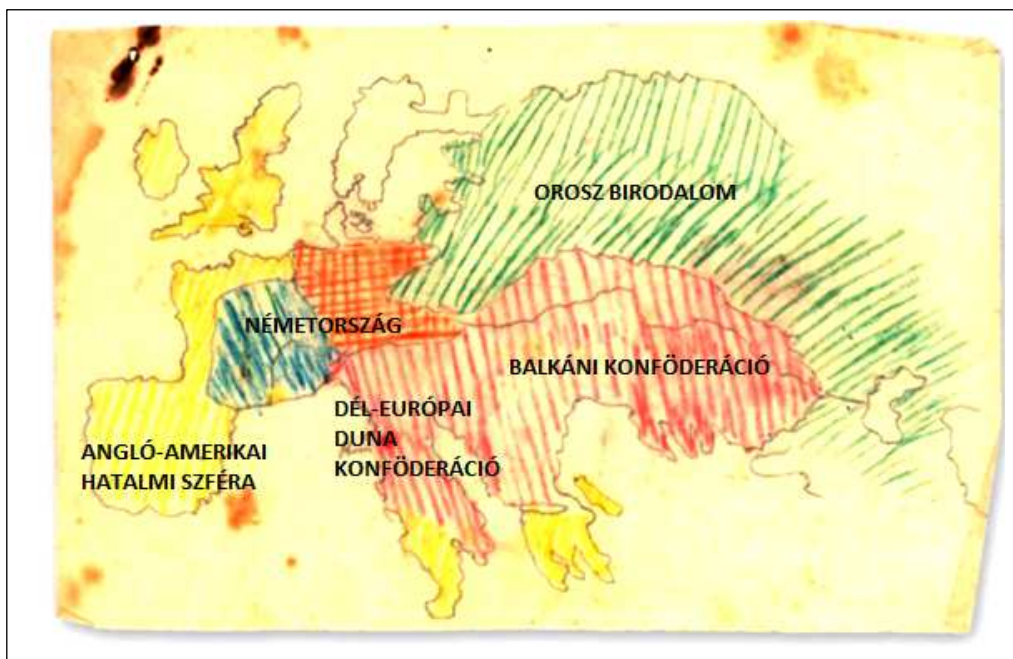 OROSZ BIRODALOM
NÉMETORSZÁG
BALKÁNI KONFÖDERÁCIÓ
DÉL-EURÓPAI
DUNA
KONFÖDERÁCIÓ
ANGLÓ-AMERIKAI
HATALMI SZFÉRA